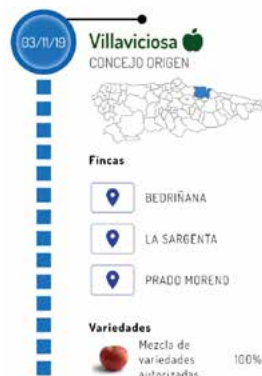 03/11/19
Villaviciosa
CONCEJO ORIGEN
Fincas
BEDRIÑANA
LA SARGENTA
PRADO MORENO
Variedades
Mezcla de
variedades 100%
autorizadas